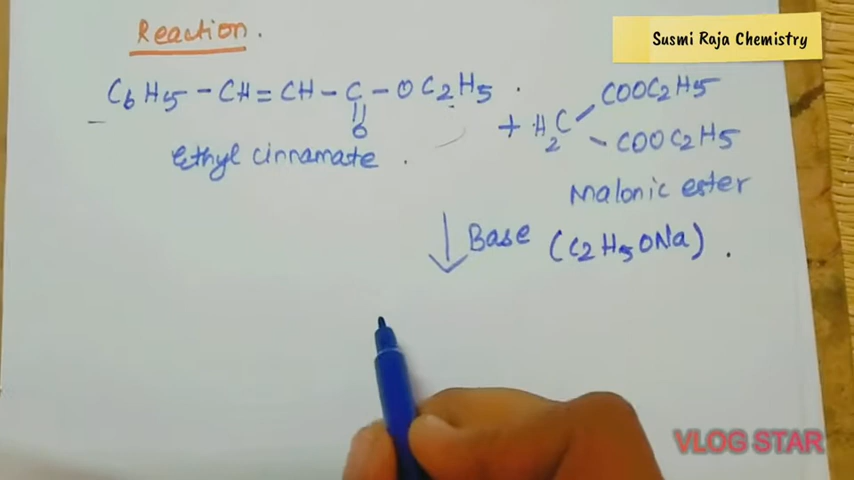 Susmi Raja Chemistry
Reaction.
C6H5-CH=CH-C-OC2H5 .
||
O
+ H2C
COOC2H5
COOC2H5
Ethyl cinnamate .
Malonic ester
↓ Base (C2H5ONa) .
VLOG STAR